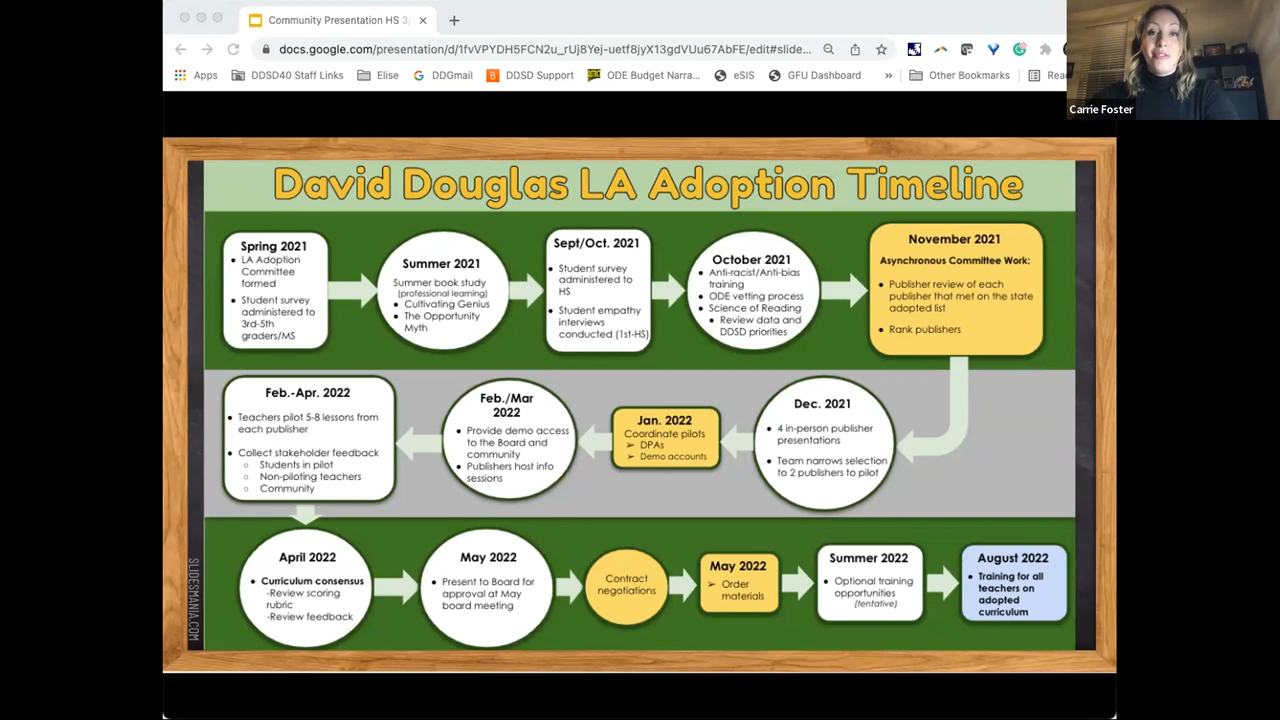 Community Presentation HS 3/
docs.google.com/presentation/d/1fvVPYDH5FCN2u_rUj8Yej-uetf8jyX13gdVUu67AbFE/edit#slide...
Apps
DDSD40 Staff Links
Elise
DDGmail
DDSD Support
ODE Budget Narra...
eSIS
GFU Dashboard
»
Other Bookmarks
Carrie Foster
David Douglas LA Adoption Timeline
Spring 2021
● LA Adoption
Committee
formed
● Student survey
administered to
3rd-5th
graders/MS
Summer 2021
Summer book study
(professional learning)
● Cultivating Genius
● The Opportunity
Myth
Sept/Oct. 2021
● Student survey
administered to
HS
● Student empathy
interviews
conducted (1st-HS)
October 2021
● Anti-racist/Anti-bias
training
● ODE vetting process
● Science of Reading
● Review data and
DDSD priorities
November 2021
Asynchronous Committee Work:
● Publisher review of each
publisher that met on the state
adopted list
● Rank publishers
Feb.-Apr. 2022
● Teachers pilot 5-8 lessons from
each publisher
● Collect stakeholder feedback
○ Students in pilot
○ Non-piloting teachers
○ Community
Feb./Mar
2022
● Provide demo access
to the Board and
community
● Publishers host info
sessions
Jan. 2022
Coordinate pilots
➢ DPAs
➢ Demo accounts
Dec. 2021
● 4 in-person publisher
presentations
● Team narrows selection
to 2 publishers to pilot
April 2022
● Curriculum consensus
-Review scoring
rubric
-Review feedback
May 2022
● Present to Board for
approval at May
board meeting
Contract
negotiations
May 2022
➢ Order
materials
Summer 2022
● Optional training
opportunities
(tentative)
August 2022
● Training for all
teachers on
adopted
curriculum
SLIDESMANIA.COM